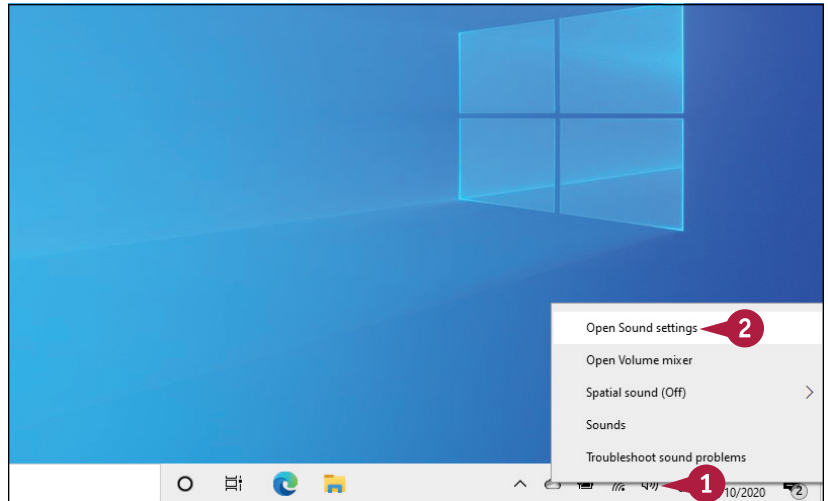 Open Sound settings
2
Open Volume mixer
Spatial sound (Off)
Sounds
Troubleshoot sound problems
1
10/2020
2